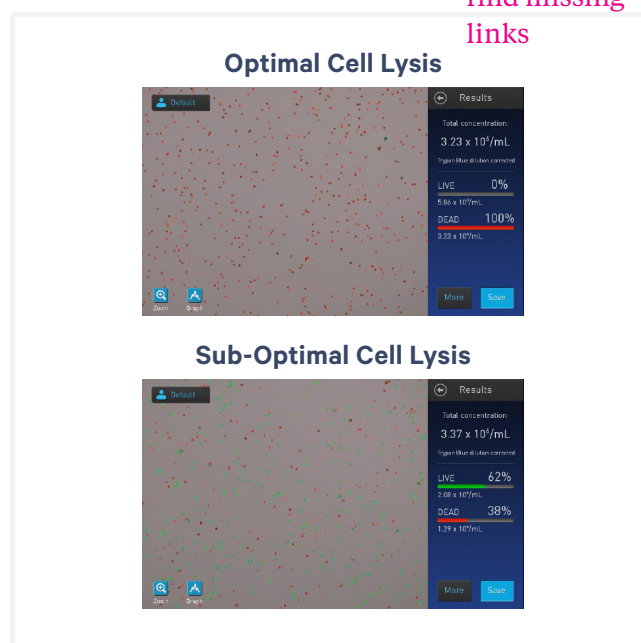 find missing
links
Optimal Cell Lysis
Default
Results
Total concentration:
3.23 x 10⁶/mL
Trypan Blue dilution corrected
LIVE 0%
DEAD 100%
3.23 x 10⁶/mL
More Save
Zoom Graph
Sub-Optimal Cell Lysis
Default
Results
Total concentration:
3.37 x 10⁶/mL
Trypan Blue dilution corrected
LIVE 62%
2.08 x 10⁶/mL
DEAD 38%
1.29 x 10⁶/mL
More Save
Zoom Graph